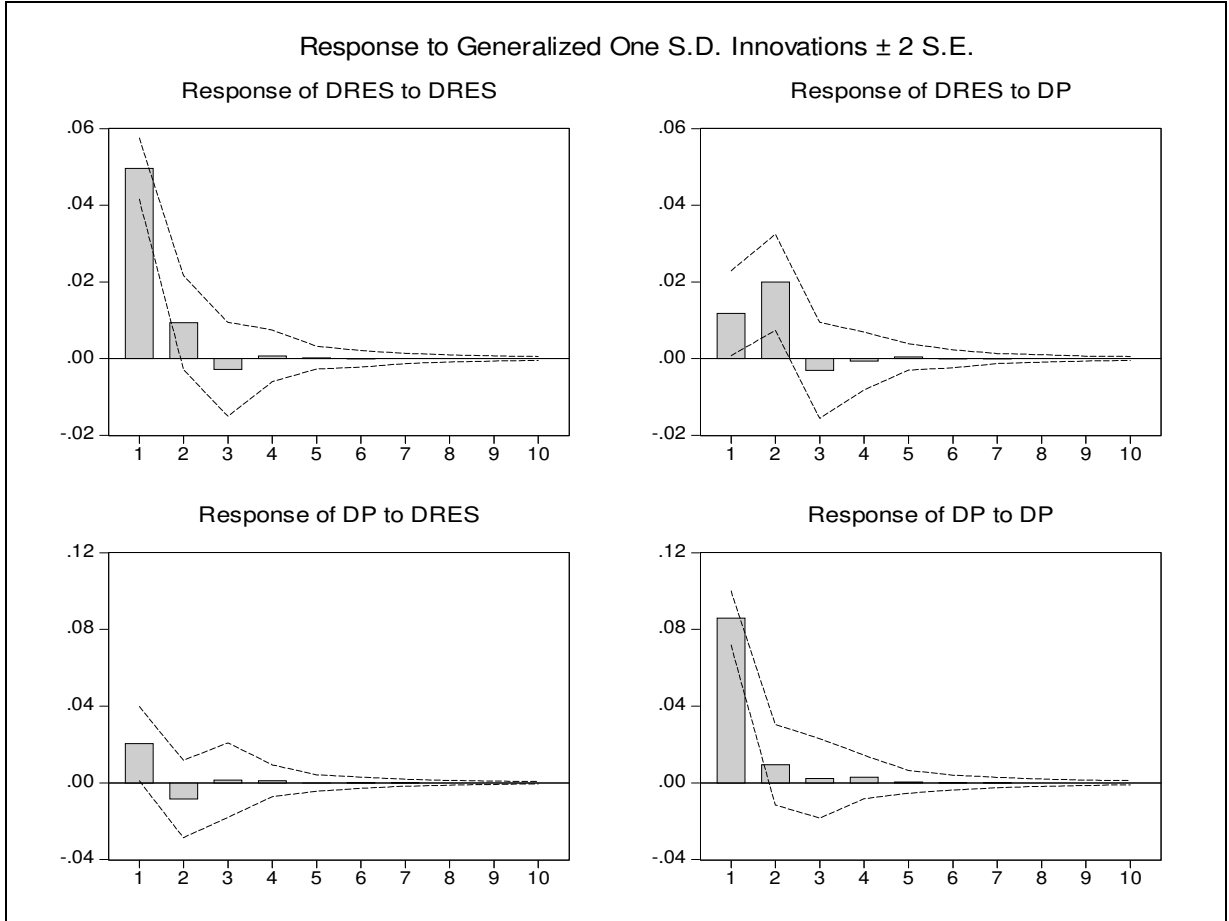 Response to Generalized One S.D. Innovations ± 2 S.E.
Response of DRES to DRES
.06
.04
.02
.00
-.02
1 2 3 4 5 6 7 8 9 10
Response of DRES to DP
.06
.04
.02
.00
-.02
1 2 3 4 5 6 7 8 9 10
Response of DP to DRES
.12
.08
.04
.00
-.04
1 2 3 4 5 6 7 8 9 10
Response of DP to DP
.12
.08
.04
.00
-.04
1 2 3 4 5 6 7 8 9 10